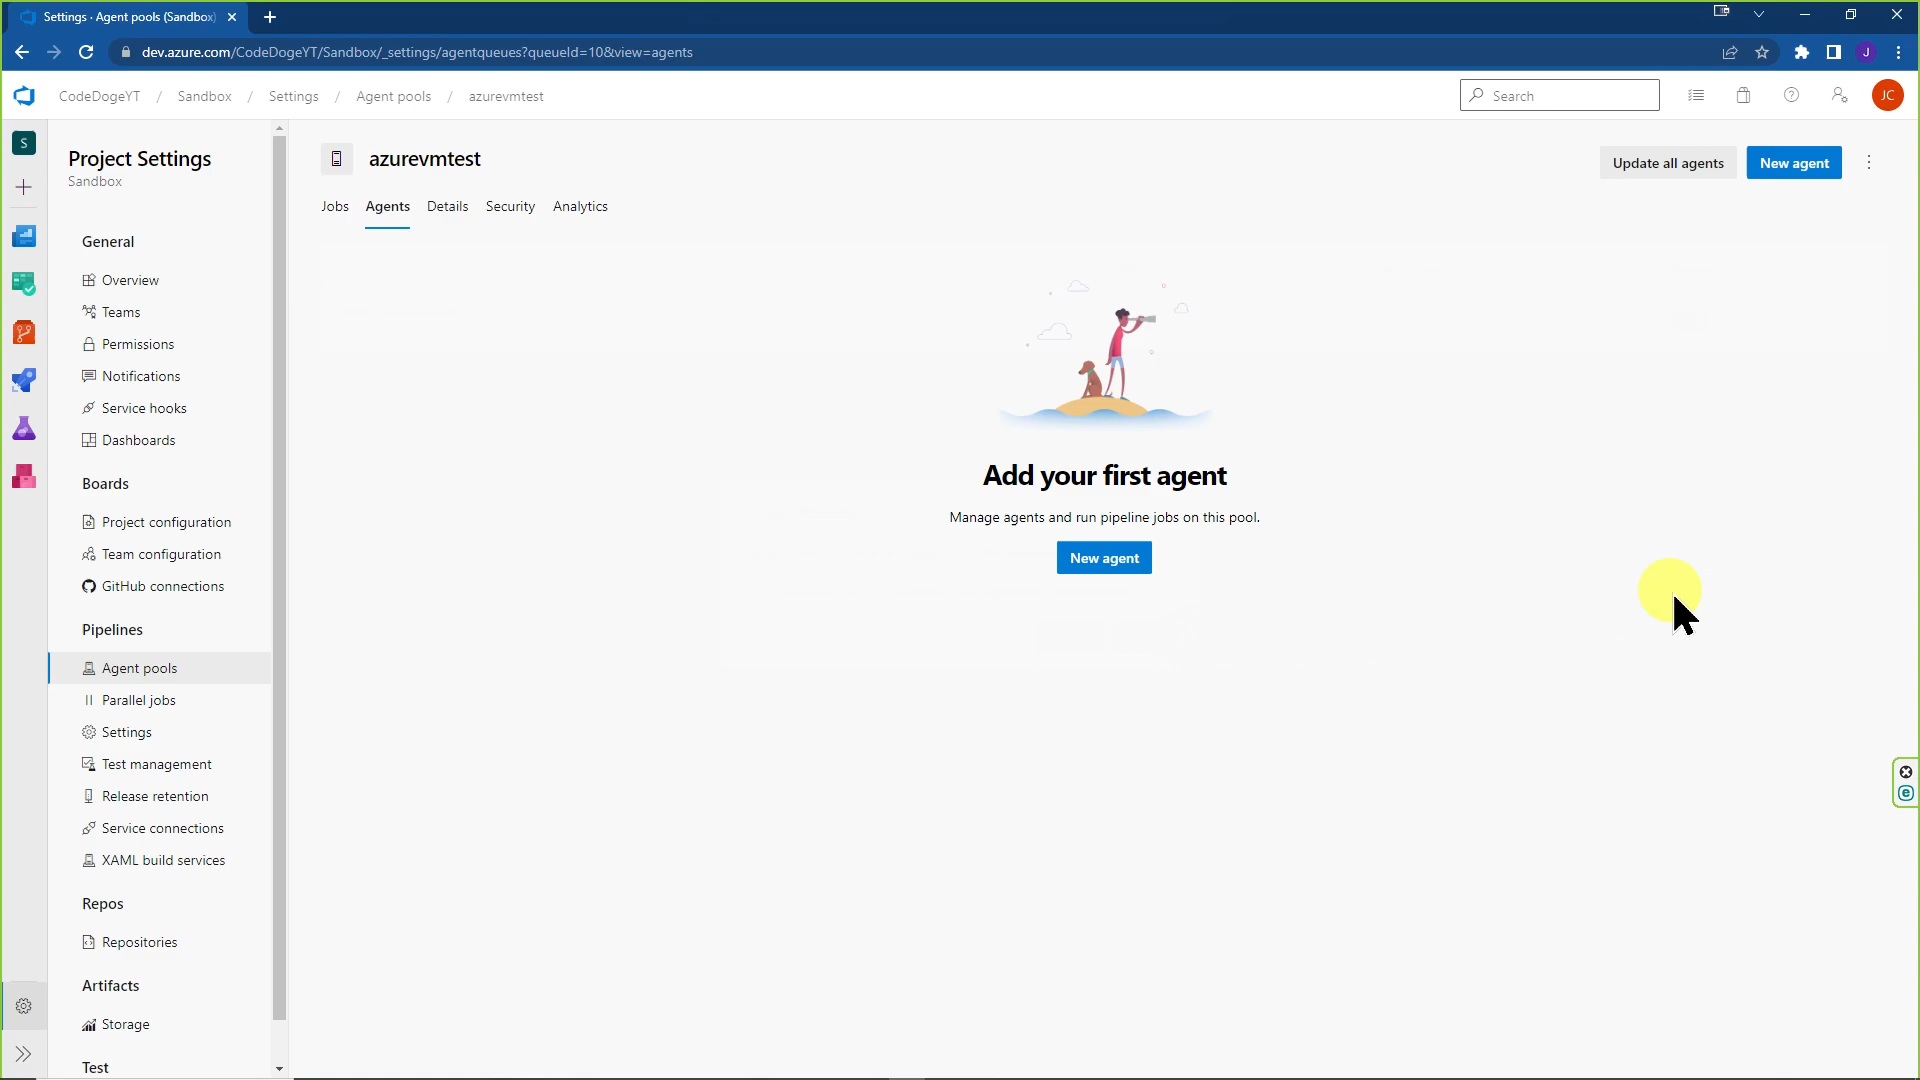 Settings · Agent pools (Sandbox)
dev.azure.com/CodeDogeYT/Sandbox/_settings/agentqueues?queueId=10&view=agents
J
CodeDogeYT / Sandbox / Settings / Agent pools / azurevmtest
Search
JC
S
Project Settings
Sandbox
General
Overview
Teams
Permissions
Notifications
Service hooks
Dashboards
Boards
Project configuration
Team configuration
GitHub connections
Pipelines
Agent pools
Parallel jobs
Settings
Test management
Release retention
Service connections
XAML build services
Repos
Repositories
Artifacts
Storage
Test
azurevmtest
Update all agents
New agent
Jobs
Agents
Details
Security
Analytics
Add your first agent
Manage agents and run pipeline jobs on this pool.
New agent